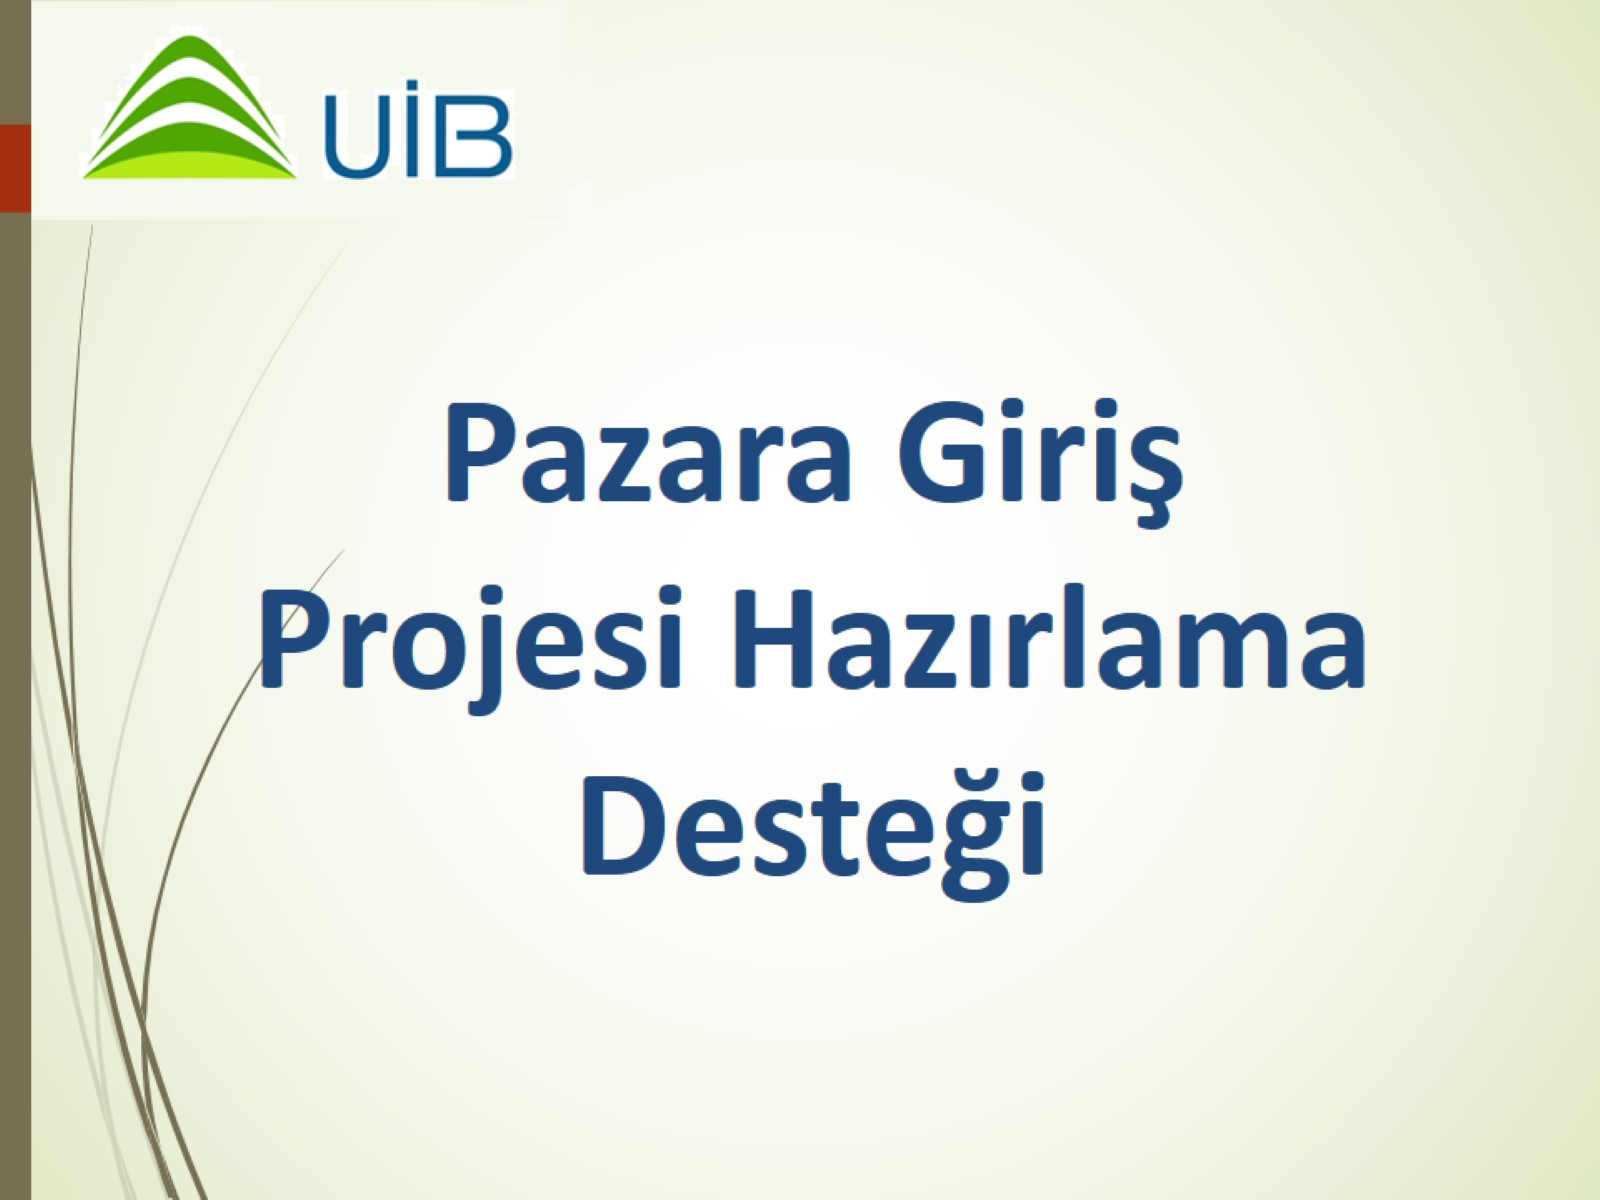 UİB
Pazara Giriş
Projesi Hazırlama
Desteği